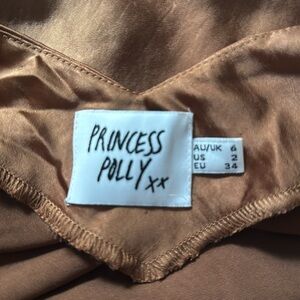 PRINCESS
POLLY xx
AU/UK 6
US 2
EU 34